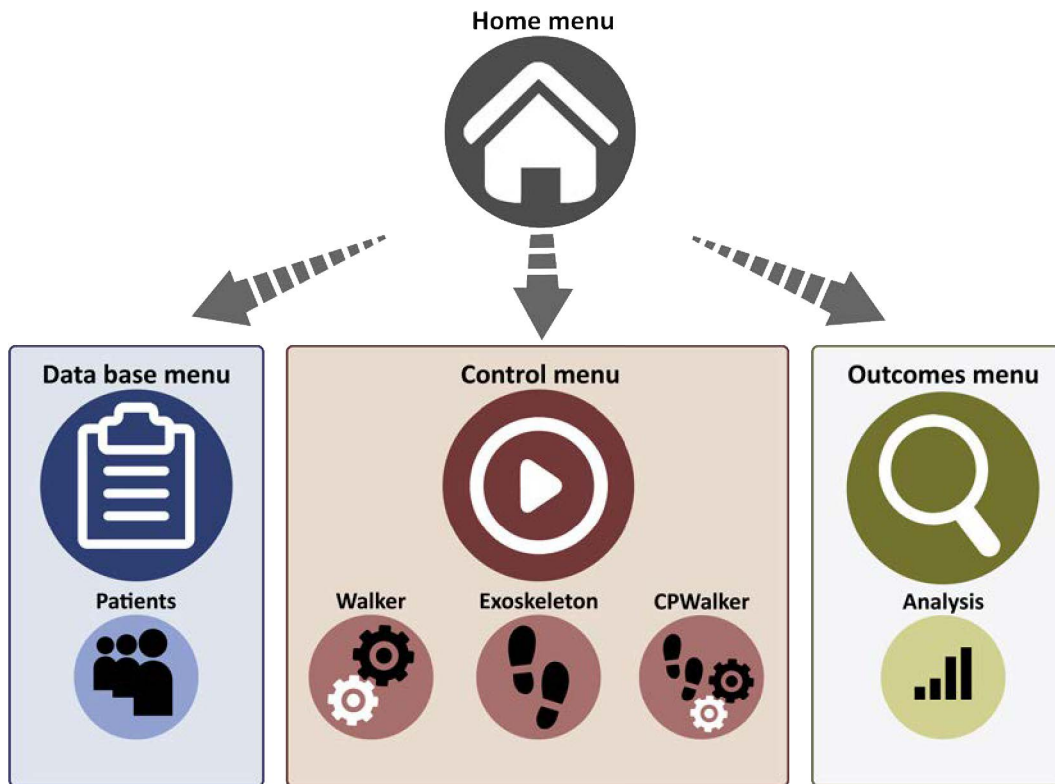 Home menu
Data base menu
Control menu
Outcomes menu
Patients
Walker
Exoskeleton
CPWalker
Analysis